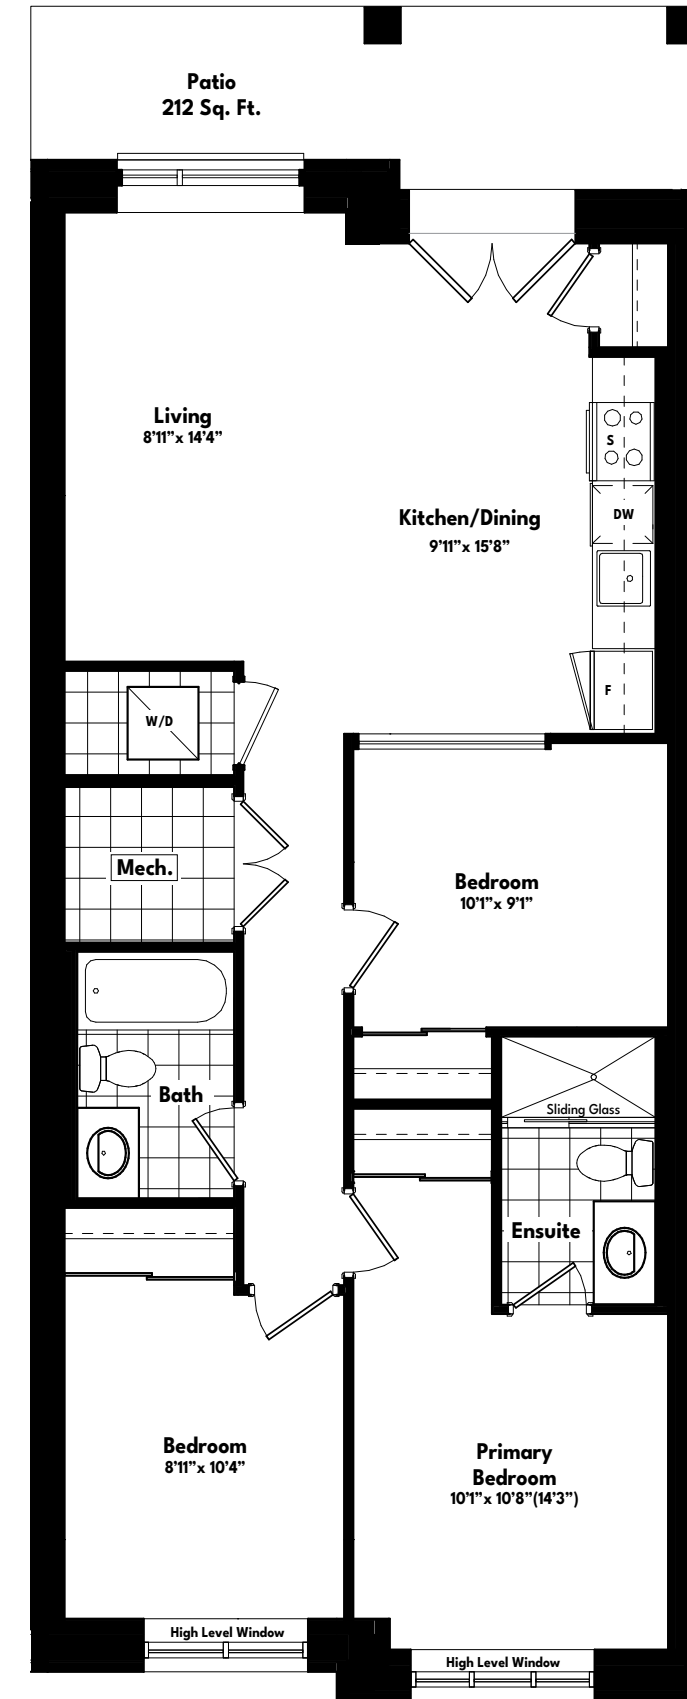 Patio
212 Sq. Ft.
Living
8'11"x 14'4"
S
Kitchen/Dining
9'11"x 15'8"
DW
F
W/D
Mech.
Bedroom
10'1"x 9'1"
Bath
Sliding Glass
Ensuite
Bedroom
8'11"x 10'4"
Primary
Bedroom
10'1"x 10'8"(14'3")
High Level Window
High Level Window